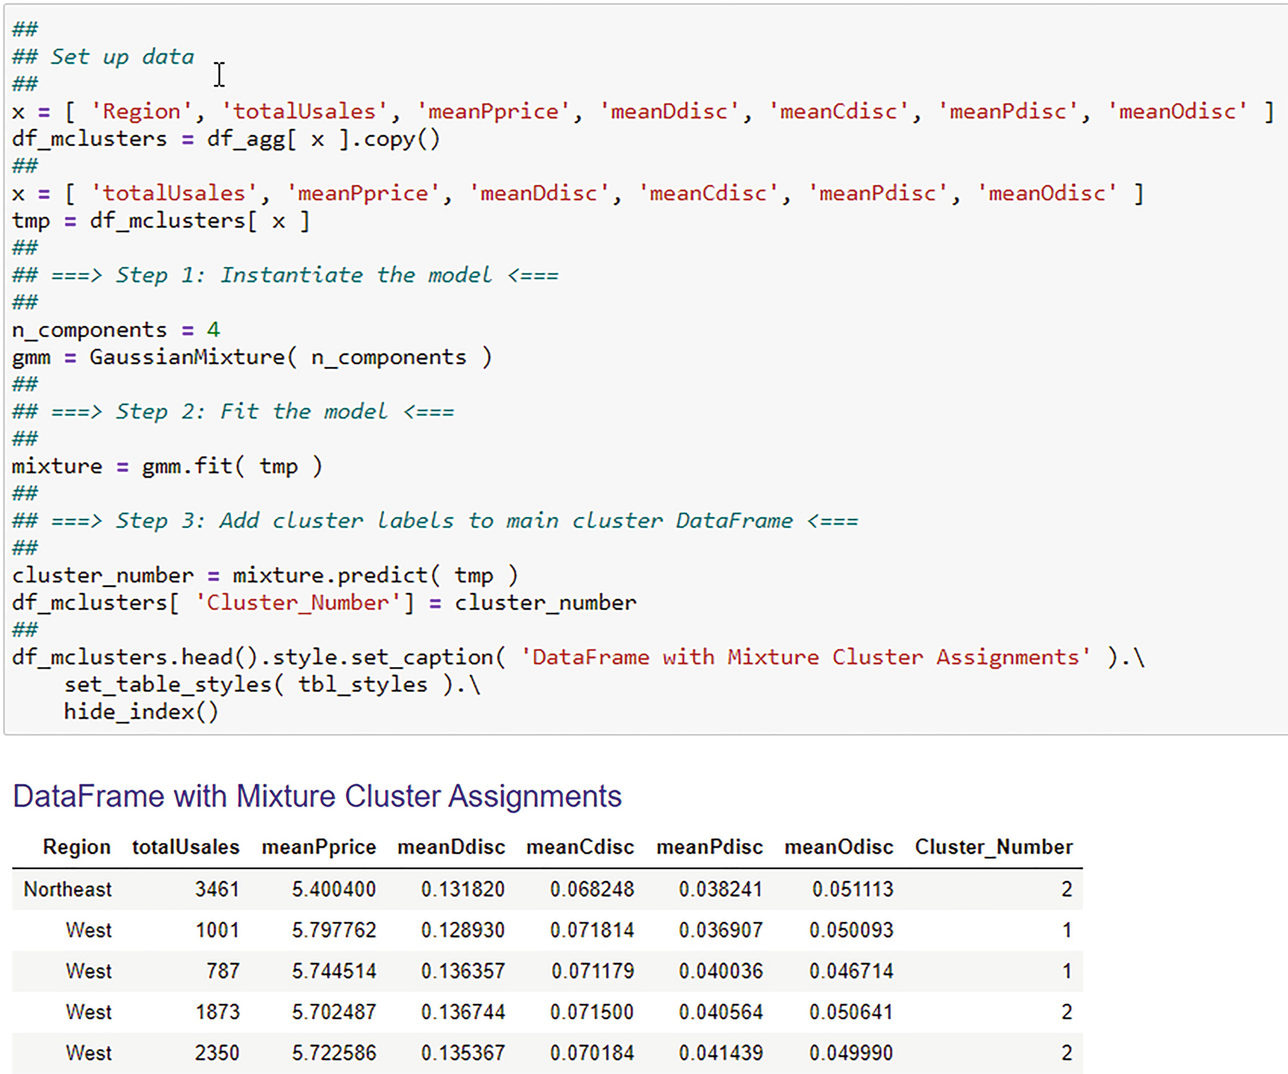 ##
## Set up data
##
x = [ 'Region', 'totalUsales', 'meanPprice', 'meanDdisc', 'meanCdisc', 'meanPdisc', 'meanOdisc' ]
df_mclusters = df_agg[ x ].copy()
##
x = [ 'totalUsales', 'meanPprice', 'meanDdisc', 'meanCdisc', 'meanPdisc', 'meanOdisc' ]
tmp = df_mclusters[ x ]
##
## ===> Step 1: Instantiate the model <===
##
n_components = 4
gmm = GaussianMixture( n_components )
##
## ===> Step 2: Fit the model <===
##
mixture = gmm.fit( tmp )
##
## ===> Step 3: Add cluster labels to main cluster DataFrame <===
##
cluster_number = mixture.predict( tmp )
df_mclusters[ 'Cluster_Number'] = cluster_number
##
df_mclusters.head().style.set_caption( 'DataFrame with Mixture Cluster Assignments' ).\
    set_table_styles( tbl_styles ).\
    hide_index()
DataFrame with Mixture Cluster Assignments
Region totalUsales meanPprice meanDdisc meanCdisc meanPdisc meanOdisc Cluster_Number
Northeast 3461 5.400400 0.131820 0.068248 0.038241 0.051113 2
West 1001 5.797762 0.128930 0.071814 0.036907 0.050093 1
West 787 5.744514 0.136357 0.071179 0.040036 0.046714 1
West 1873 5.702487 0.136744 0.071500 0.040564 0.050641 2
West 2350 5.722586 0.135367 0.070184 0.041439 0.049990 2